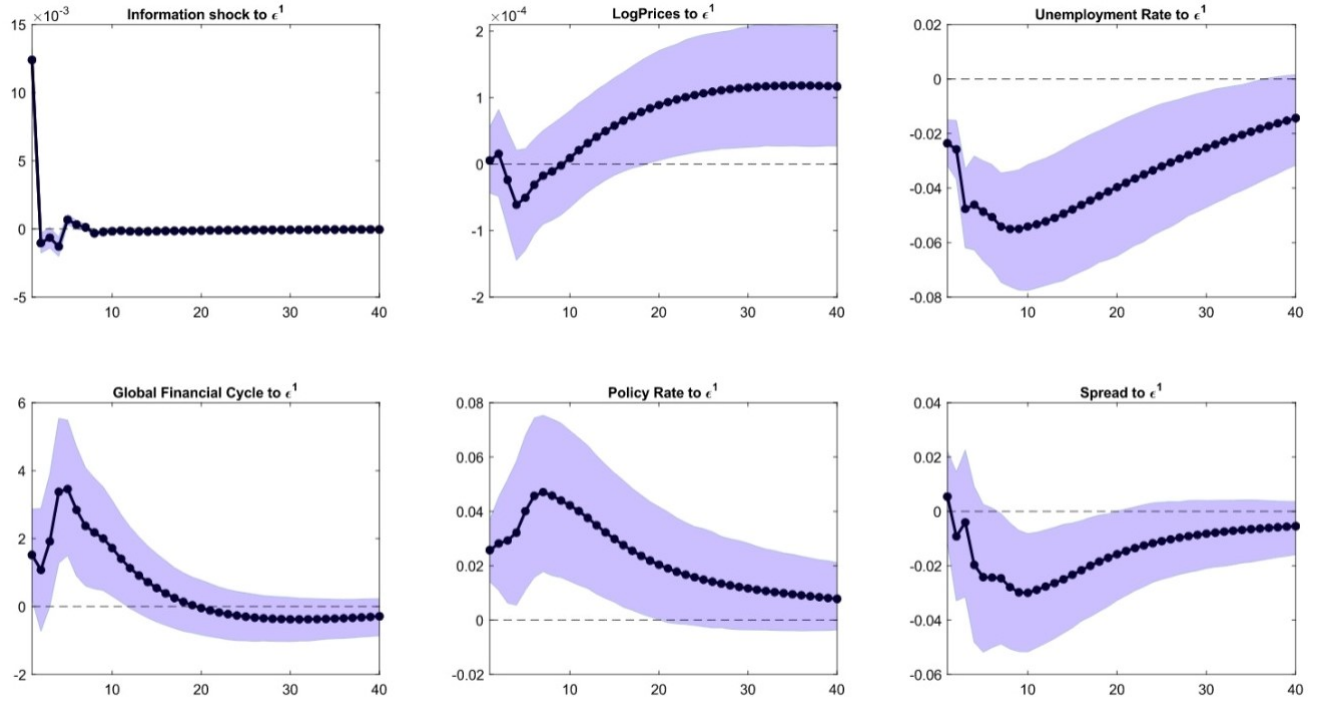 Information shock to ϵ¹
×10⁻³
15
10
5
0
-5
10 20 30 40
LogPrices to ϵ¹
×10⁻⁴
2
1
0
-1
-2
10 20 30 40
Unemployment Rate to ϵ¹
0.02
0
-0.02
-0.04
-0.06
-0.08
10 20 30 40
Global Financial Cycle to ϵ¹
6
4
2
0
-2
10 20 30 40
Policy Rate to ϵ¹
0.08
0.06
0.04
0.02
0
-0.02
10 20 30 40
Spread to ϵ¹
0.04
0.02
0
-0.02
-0.04
-0.06
10 20 30 40